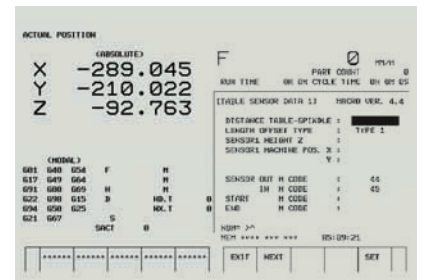 ACTUAL POSITION
(ABSOLUTE)
X -289.045
Y -210.022
Z -92.763
F 0 MM/M
PART COUNT 0
RUN TIME 0H 0M CYCLE TIME 0H 0M 0S
[TABLE SENSOR DATA 1] MACRO VER. 4.4
DISTANCE TABLE-SPINDLE :
LENGTH OFFSET TYPE : TYPE 1
SENSOR1 HEIGHT Z :
SENSOR1 MACHINE POS. X :
Y :
SENSOR OUT M CODE : 44
IN M CODE : 45
START M CODE :
END M CODE :
(MODAL)
G01 G40 G54 F M
G17 G49 G64 M
G91 G80 G69 H M
G22 G98 G15 D HD.T 0
G94 G50 G25 NX.T 0
G21 G67 S
SACT 0
NUM= >^
MEM **** *** *** 05:09:21
EXIT NEXT SET